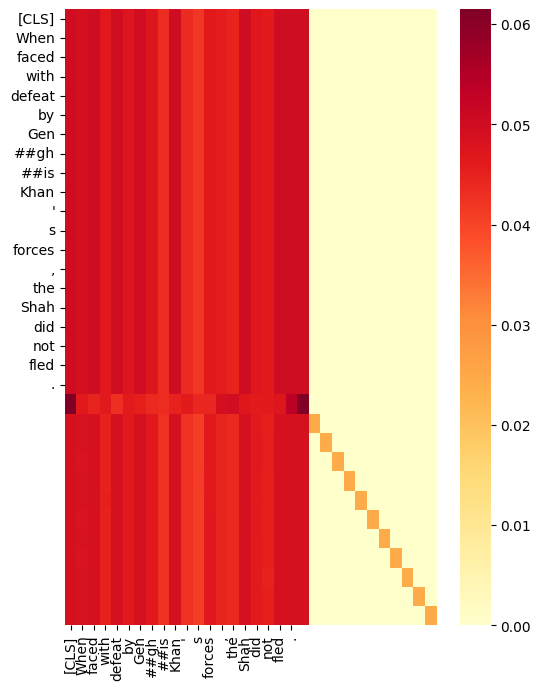 [CLS]
When
faced
with
defeat
by
Gen
##gh
##is
Khan
'
s
forces
,
the
Shah
did
not
fled
.
0.06
0.05
0.04
0.03
0.02
0.01
0.00
[CLS]
When
faced
with
defeat
by
Gen
##gh
##is
Khan
'
s
forces
,
the
Shah
did
not
fled
.